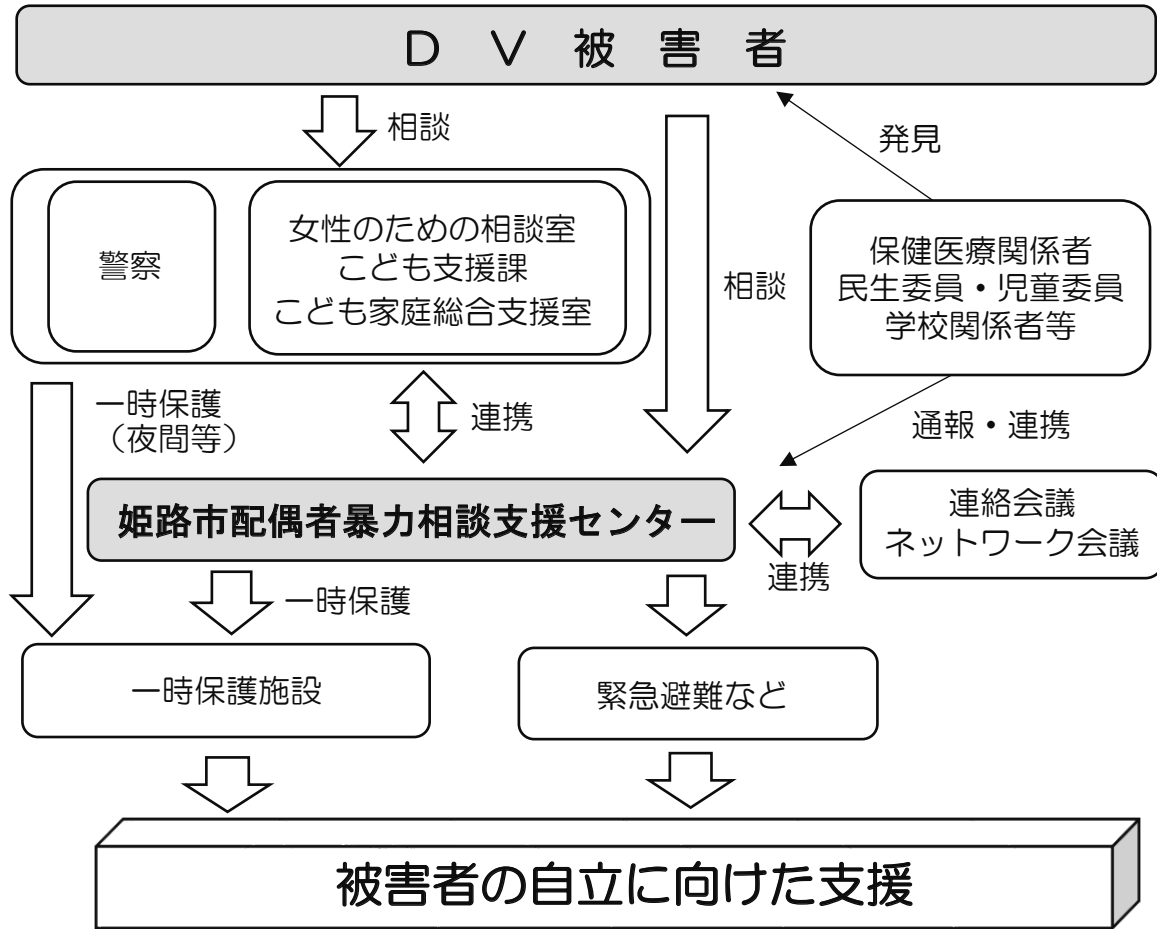 DV被害者
相談
発見
警察
女性のための相談室
こども支援課
こども家庭総合支援室
相談
保健医療関係者
民生委員・児童委員
学校関係者等
一時保護
（夜間等）
連携
通報・連携
姫路市配偶者暴力相談支援センター
連携
連絡会議
ネットワーク会議
一時保護
一時保護施設
緊急避難など
被害者の自立に向けた支援